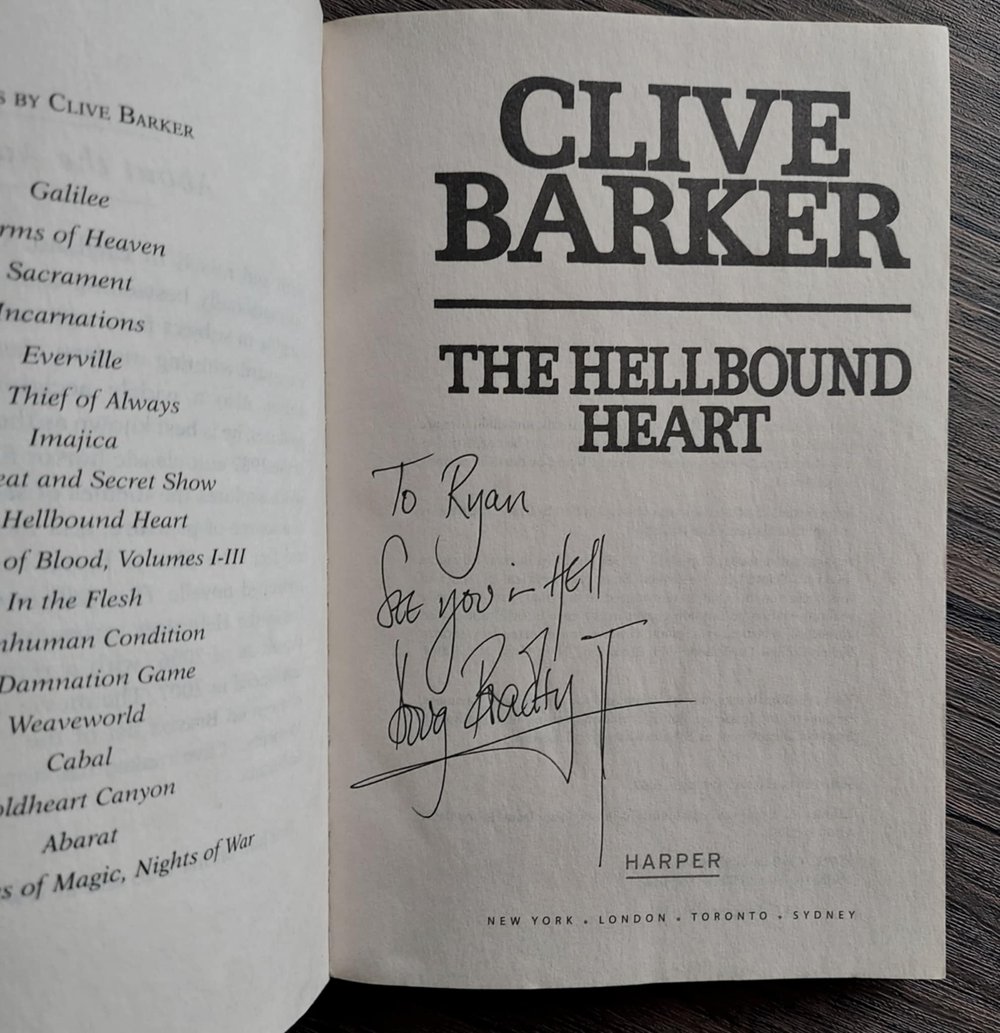 S BY CLIVE BARKER
Galilee
rms of Heaven
Sacrament
Incarnations
Everville
Thief of Always
Imajica
eat and Secret Show
Hellbound Heart
of Blood, Volumes I-III
In the Flesh
nhuman Condition
Damnation Game
Weaveworld
Cabal
oldheart Canyon
Abarat
s of Magic, Nights of War
CLIVE
BARKER
THE HELLBOUND
HEART
To Ryan
SEE you in HEll
Doug Bradley
HARPER
NEW YORK • LONDON • TORONTO • SYDNEY